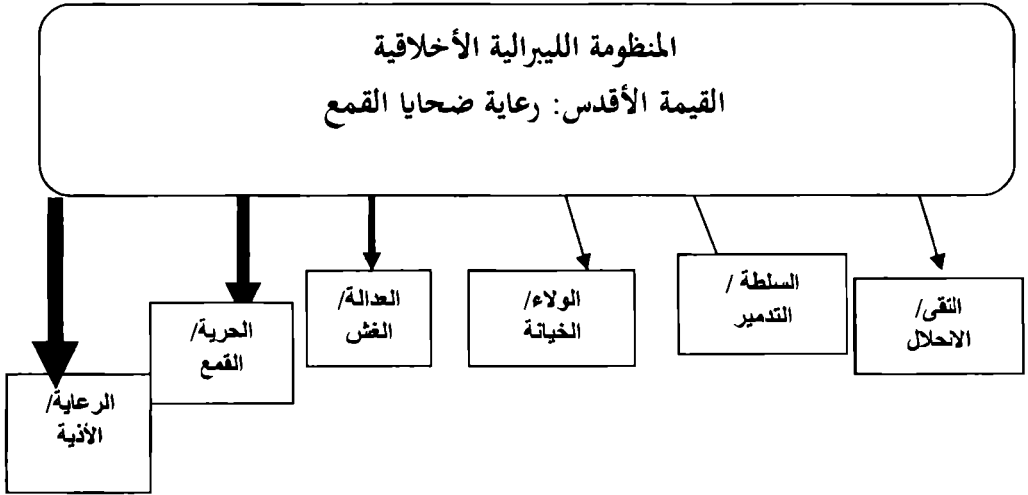 المنظومة الليبرالية الأخلاقية
القيمة الأقدس: رعاية ضحايا القمع
التقى/
الانحلال
السلطة /
التدمير
الولاء/
الخيانة
العدالة/
الغش
الحرية/
القمع
الرعاية/
الأذية